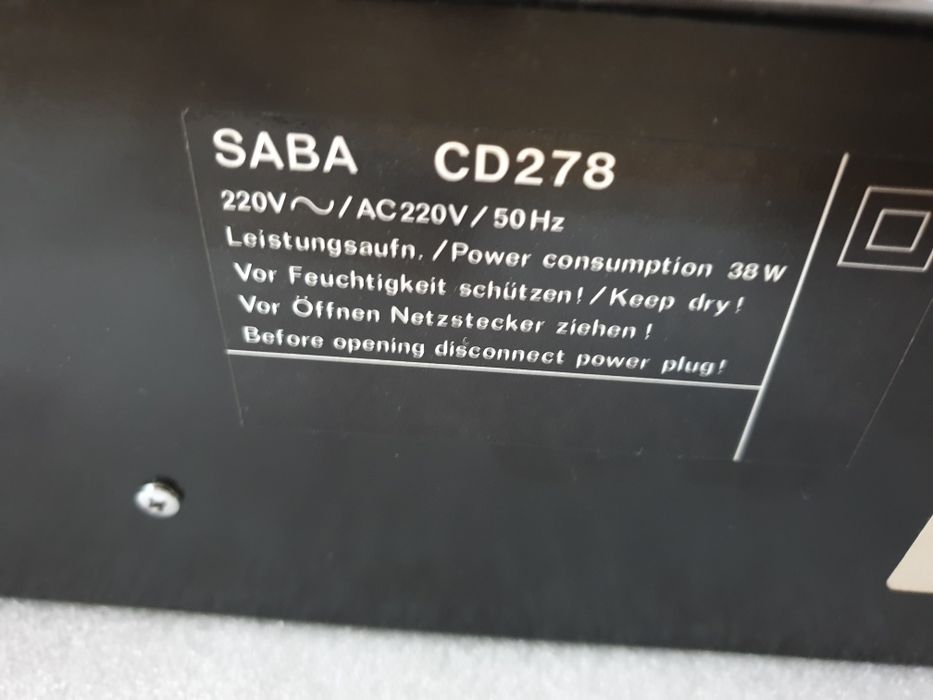 SABA CD278
220V~/AC220V/50Hz
Leistungsaufn./Power consumption 38W
Vor Feuchtigkeit schützen!/Keep dry!
Vor Öffnen Netzstecker ziehen!
Before opening disconnect power plug!